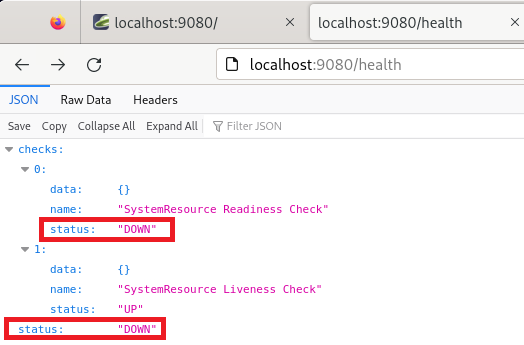 localhost:9080/
localhost:9080/health
localhost:9080/health
JSON Raw Data Headers
Save Copy Collapse All Expand All Filter JSON
checks:
0:
data: {}
name: "SystemResource Readiness Check"
status: "DOWN"
1:
data: {}
name: "SystemResource Liveness Check"
status: "UP"
status: "DOWN"